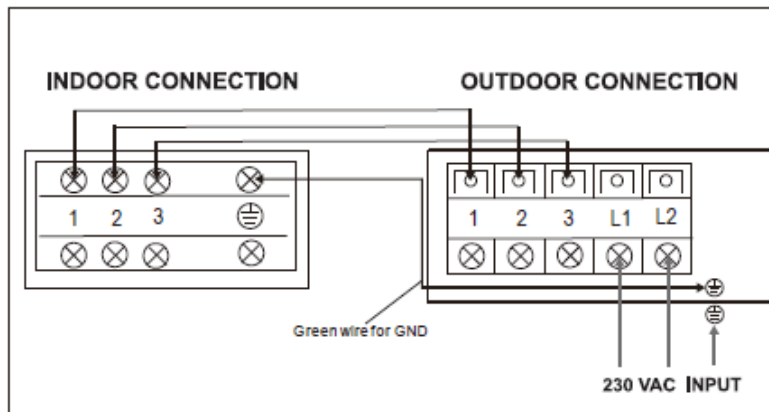 INDOOR CONNECTION
OUTDOOR CONNECTION
1 2 3
1 2 3 L1 L2
Green wire for GND
230 VAC INPUT